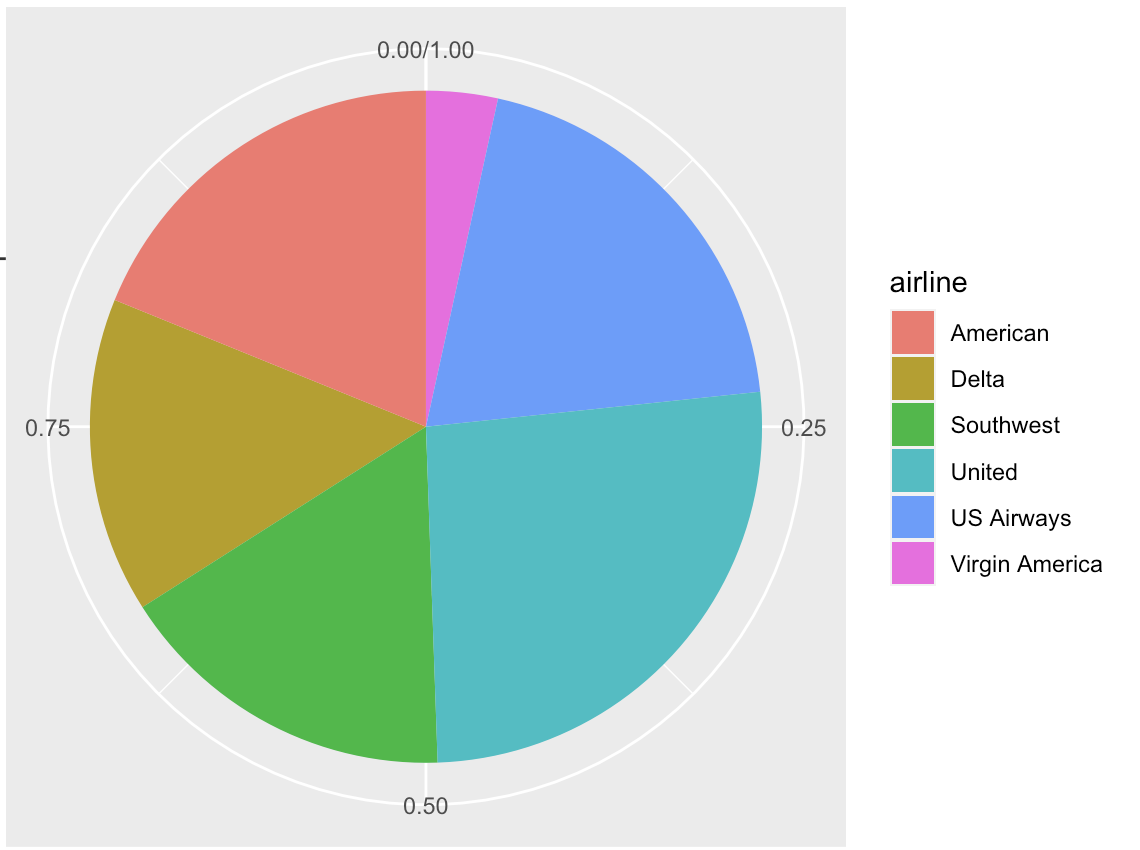 0.00/1.00
0.75
0.25
0.50
airline
American
Delta
Southwest
United
US Airways
Virgin America